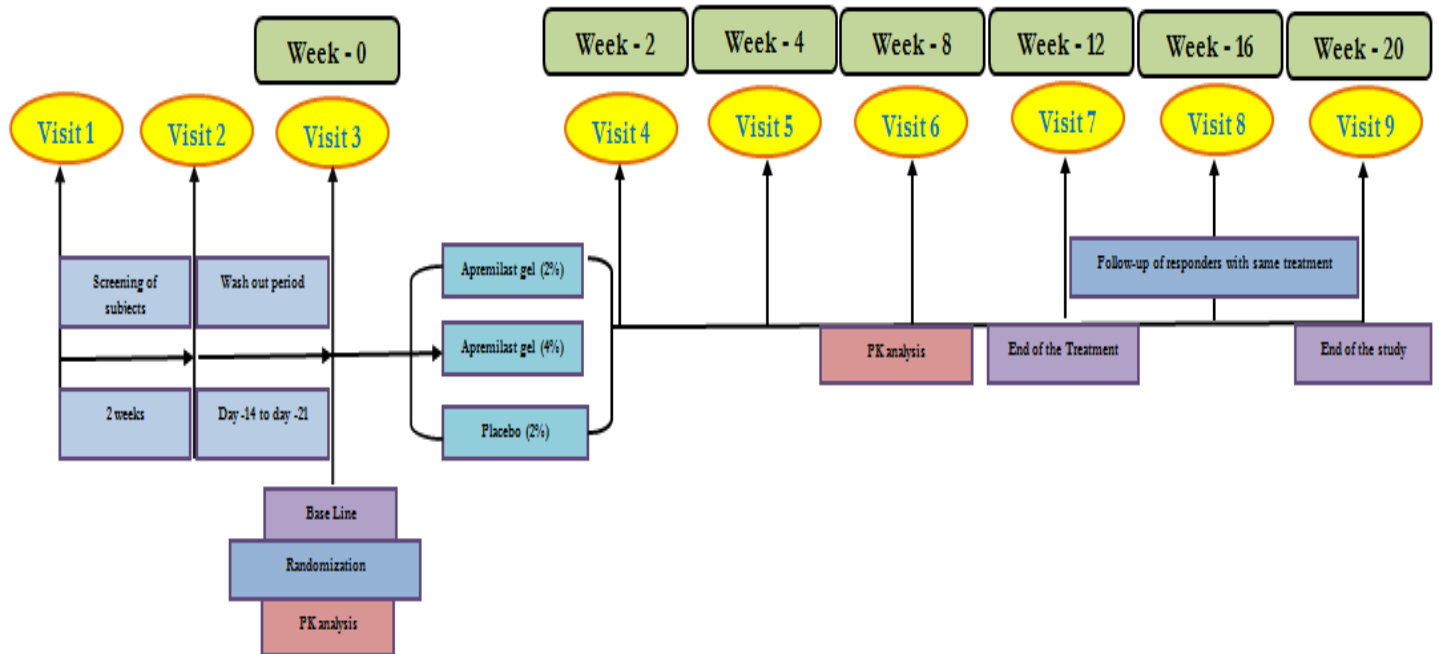 Week - 0
Week - 2
Week - 4
Week - 8
Week - 12
Week - 16
Week - 20
Visit 1
Visit 2
Visit 3
Visit 4
Visit 5
Visit 6
Visit 7
Visit 8
Visit 9
Screening of
subjects
Wash out period
Apremilast gel (2%)
Follow-up of responders with same treatment
Apremilast gel (4%)
PK analysis
End of the Treatment
End of the study
2 weeks
Day -14 to day -21
Placebo (2%)
Base Line
Randomization
PK analysis